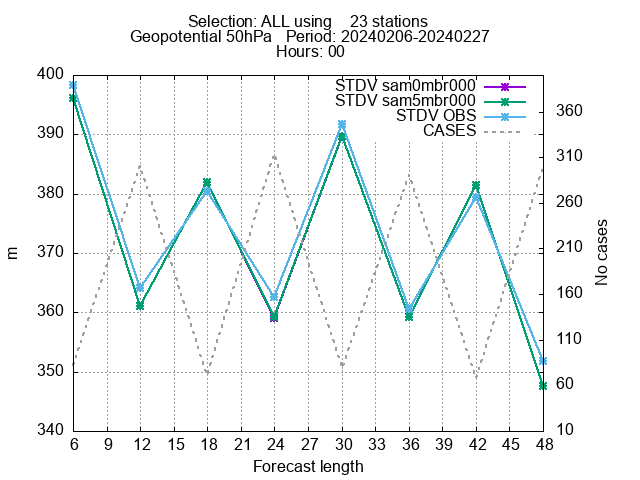 Selection: ALL using    23 stations
Geopotential 50hPa   Period: 20240206-20240227
Hours: 00
STDV sam0mbr000
STDV sam5mbr000
STDV OBS
CASES
400
390
380
370
360
350
340
m
360
310
260
210
160
110
60
10
No cases
6 9 12 15 18 21 24 27 30 33 36 39 42 45 48
Forecast length